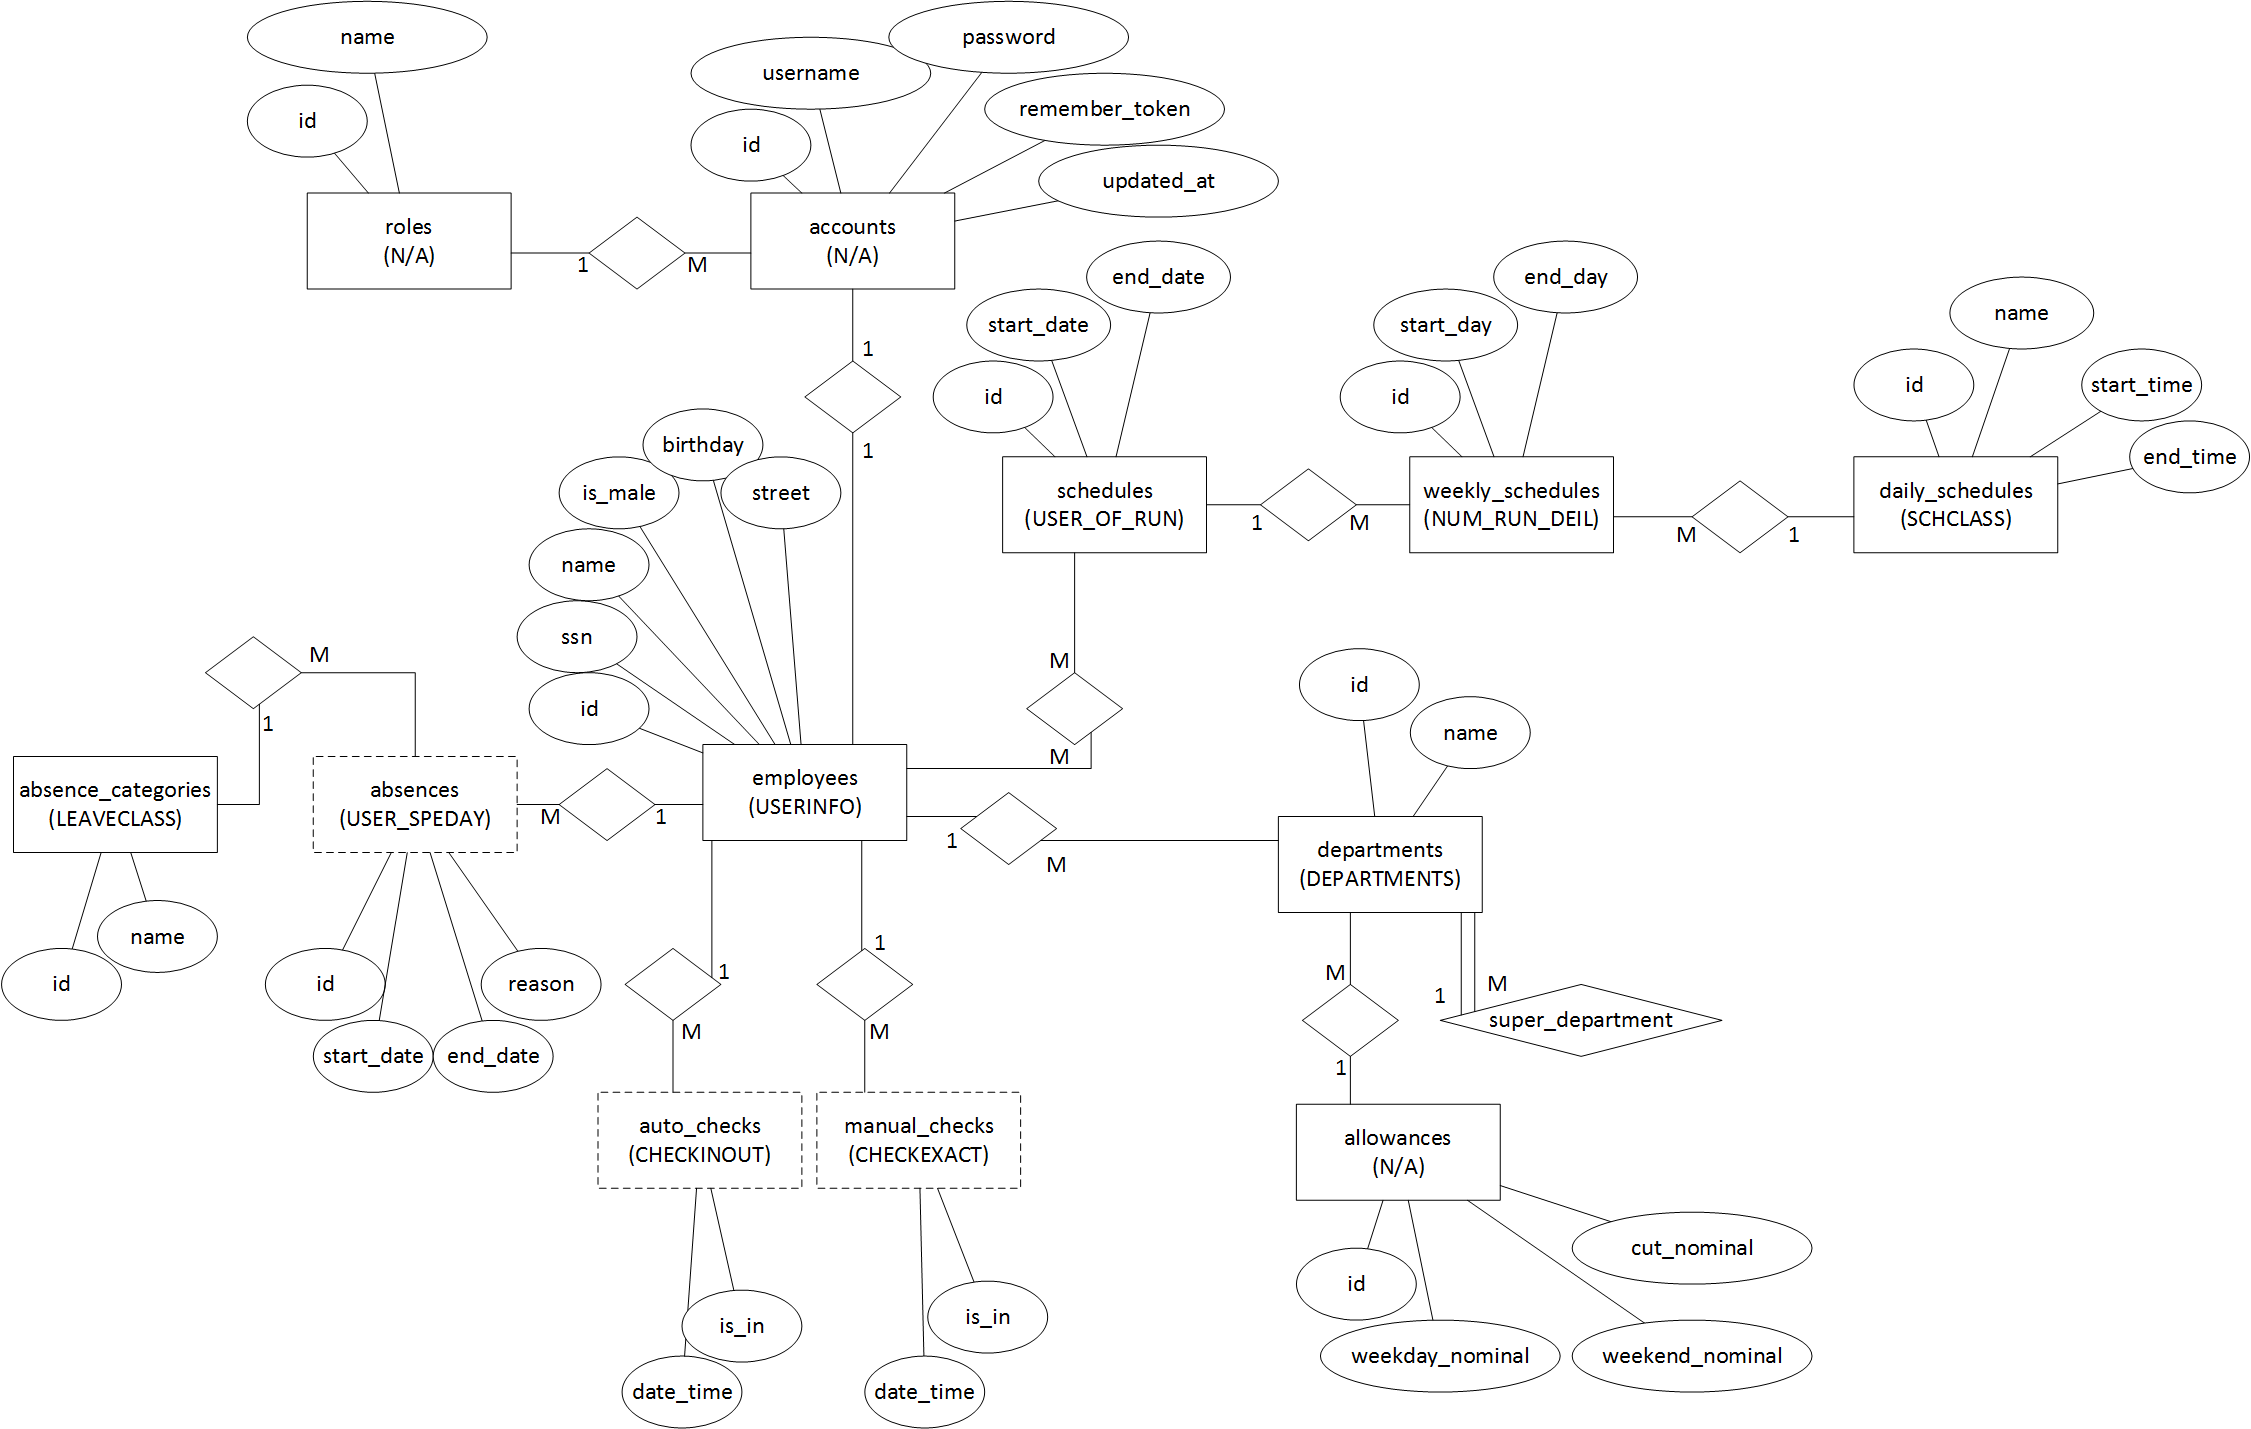 name
password
username
remember_token
id
id
updated_at
roles
(N/A)
accounts
(N/A)
1
M
end_date
end_day
name
start_date
start_day
1
id
id
id
start_time
birthday
1
end_time
is_male
street
schedules
(USER_OF_RUN)
weekly_schedules
(NUM_RUN_DEIL)
daily_schedules
(SCHCLASS)
1
M
M
1
name
ssn
M
M
id
id
1
name
M
absence_categories
(LEAVECLASS)
absences
(USER_SPEDAY)
employees
(USERINFO)
M
1
1
M
departments
(DEPARTMENTS)
name
id
id
reason
1
1
M
M
1
super_department
M
M
start_date
end_date
1
auto_checks
(CHECKINOUT)
manual_checks
(CHECKEXACT)
allowances
(N/A)
cut_nominal
id
is_in
is_in
weekday_nominal
weekend_nominal
date_time
date_time